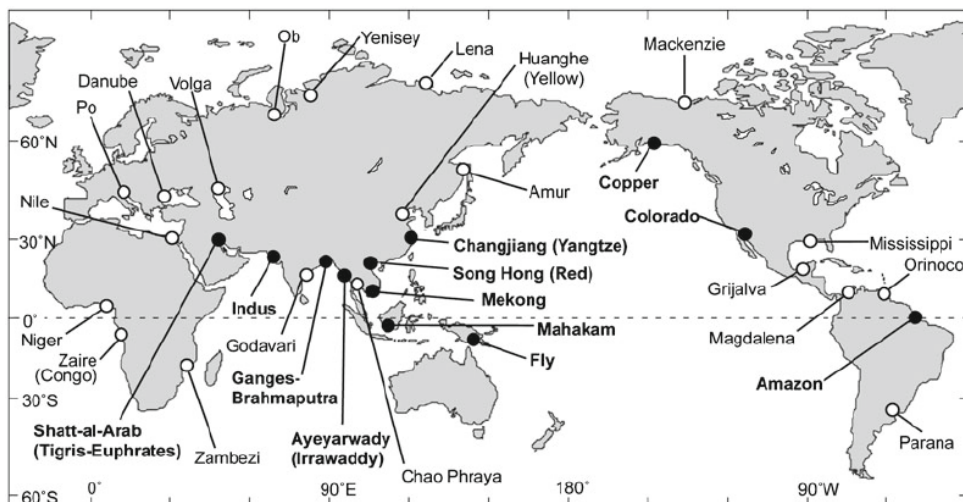 Ob
Yenisey
Lena
Huanghe
(Yellow)
Mackenzie
Danube
Volga
Po
60°N
Copper
Amur
Nile
Colorado
30°N
Changjiang (Yangtze)
Mississippi
Song Hong (Red)
Orinoco
Indus
Mekong
Grijalva
0°
Niger
Godavari
Mahakam
Magdalena
Zaire
(Congo)
Fly
Ganges-
Brahmaputra
Amazon
30°S
Shatt-al-Arab
(Tigris-Euphrates)
Zambezi
Ayeyarwady
(Irrawaddy)
Chao Phraya
Parana
60°S
0°
90°E
180°
90°W